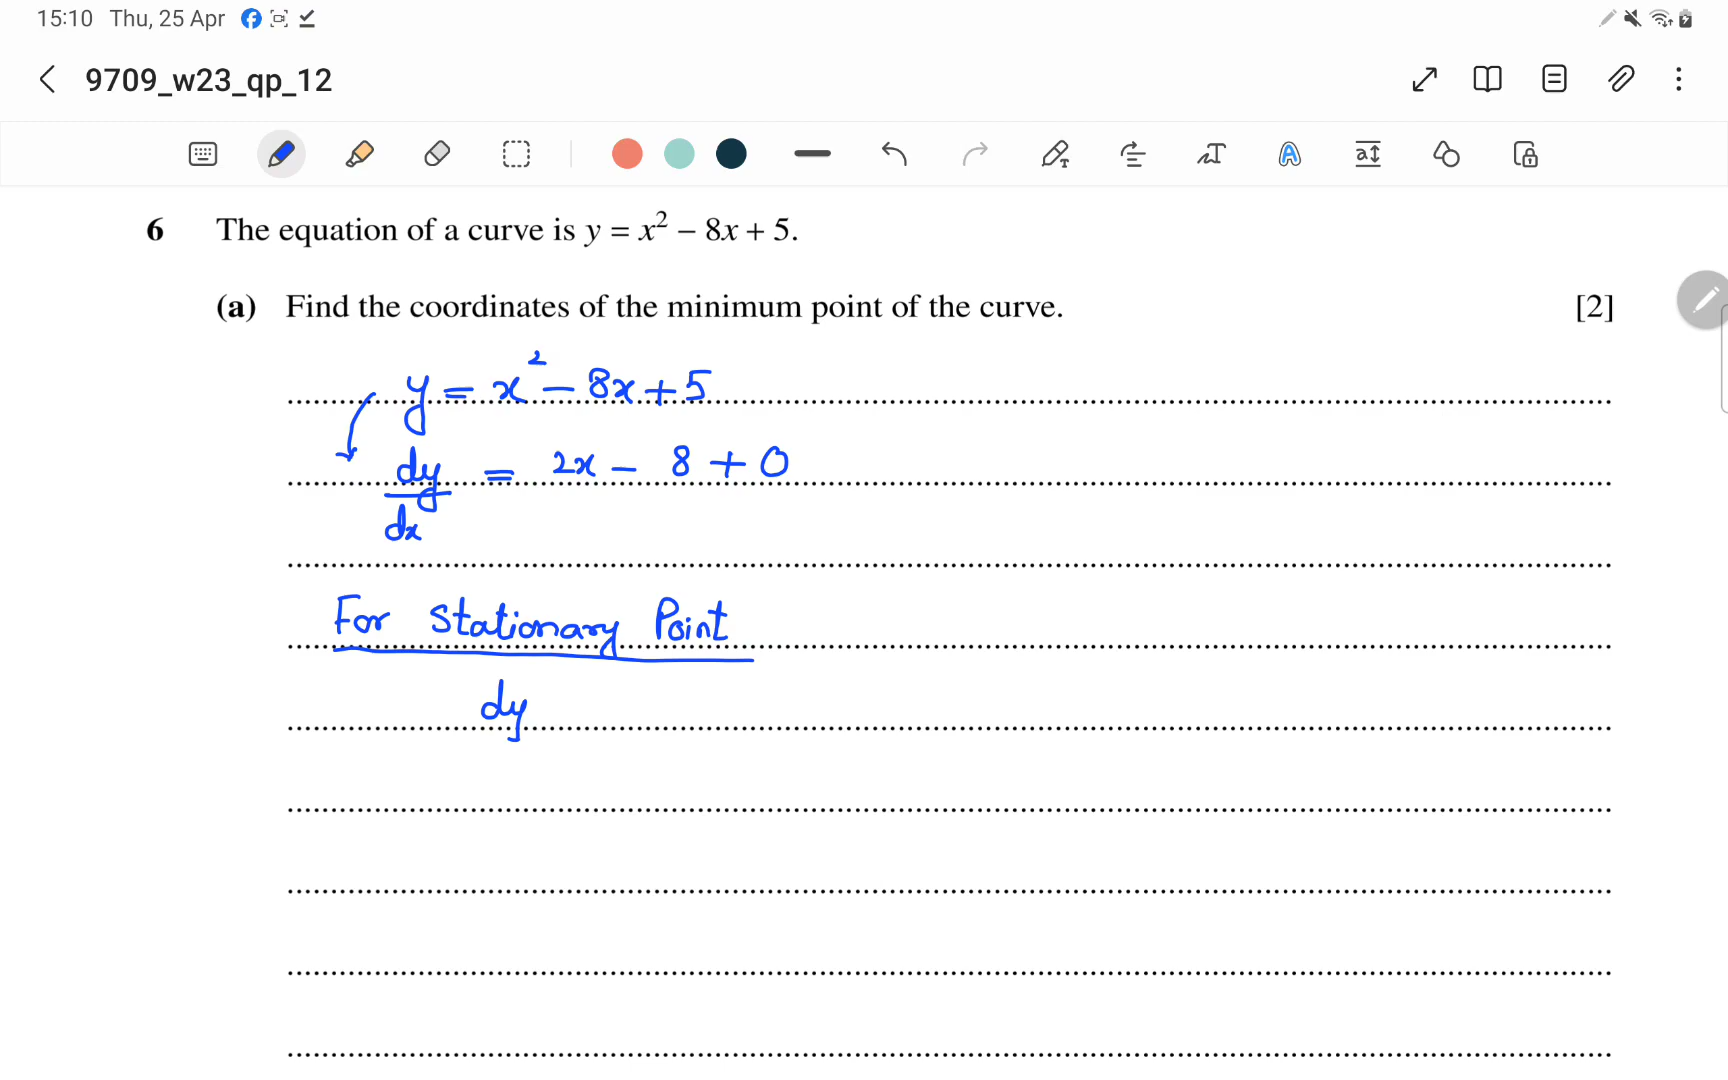 15:10 Thu, 25 Apr
9709_w23_qp_12
6 The equation of a curve is y = x² − 8x + 5.
(a) Find the coordinates of the minimum point of the curve. [2]
y = x² − 8x + 5
dy/dx = 2x − 8 + 0
For Stationary Point
dy